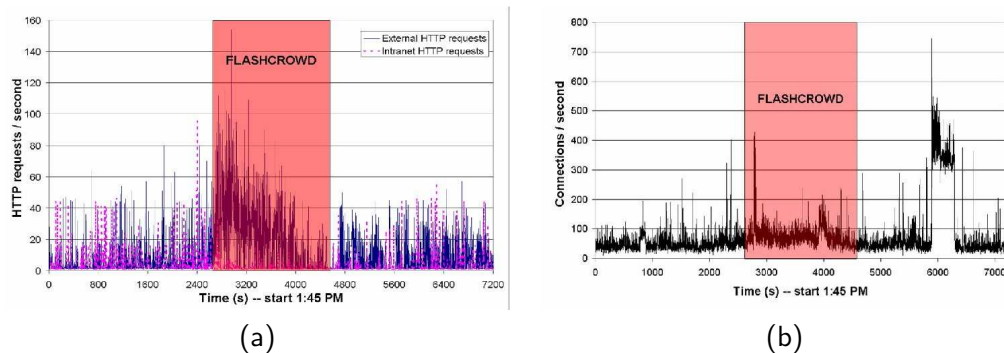 160
140
120
100
80
60
40
20
0
HTTP requests / second
External HTTP requests
Intranet HTTP requests
FLASHCROWD
0 800 1600 2400 3200 4000 4800 5600 6400 7200
Time (s) -- start 1:45 PM
(a)
800
700
600
500
400
300
200
100
0
Connections / second
FLASHCROWD
0 1000 2000 3000 4000 5000 6000 7000
Time (s) -- start 1:45 PM
(b)